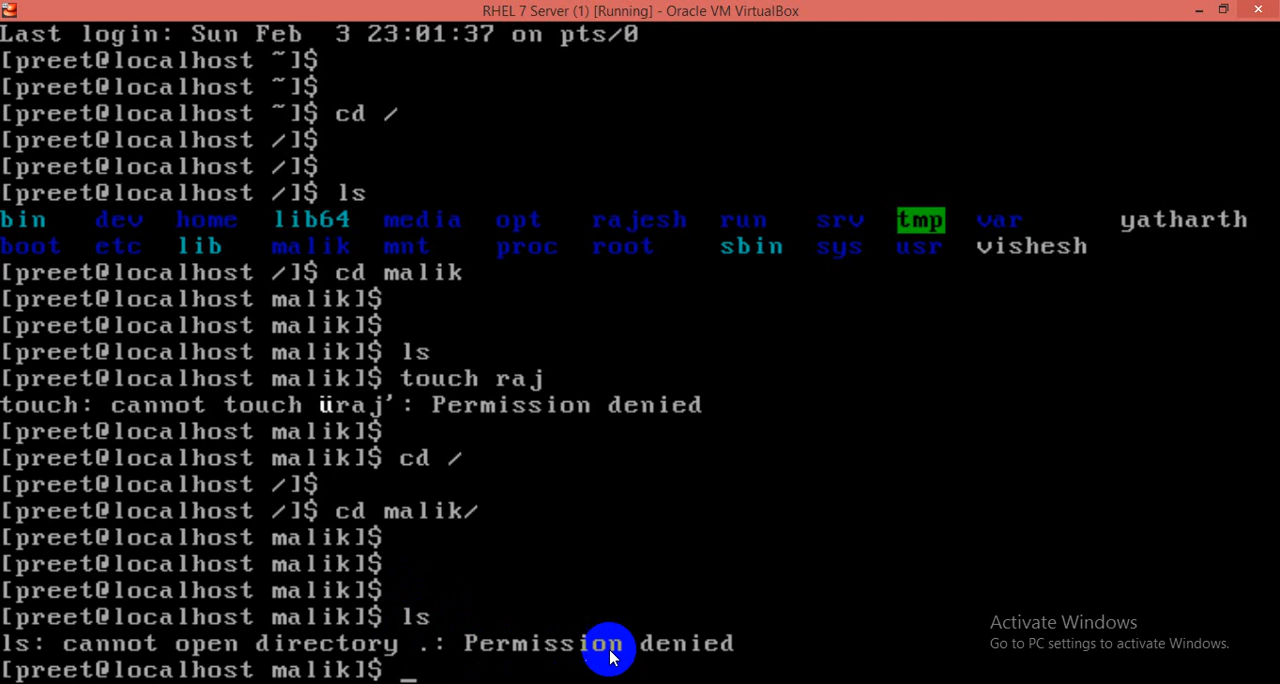 RHEL 7 Server (1) [Running] - Oracle VM VirtualBox
Last login: Sun Feb  3 23:01:37 on pts/0
[preet@localhost ~]$
[preet@localhost ~]$
[preet@localhost ~]$ cd /
[preet@localhost /]$
[preet@localhost /]$
[preet@localhost /]$ ls
bin   dev  home  lib64  media  opt   rajesh  run   srv  tmp  var      yatharth
boot  etc  lib   malik  mnt    proc  root    sbin  sys  usr  vishesh
[preet@localhost /]$ cd malik
[preet@localhost malik]$
[preet@localhost malik]$
[preet@localhost malik]$ ls
[preet@localhost malik]$ touch raj
touch: cannot touch üraj': Permission denied
[preet@localhost malik]$
[preet@localhost malik]$ cd /
[preet@localhost /]$
[preet@localhost /]$ cd malik/
[preet@localhost malik]$
[preet@localhost malik]$
[preet@localhost malik]$
[preet@localhost malik]$ ls
ls: cannot open directory .: Permission denied
[preet@localhost malik]$ _
Activate Windows
Go to PC settings to activate Windows.